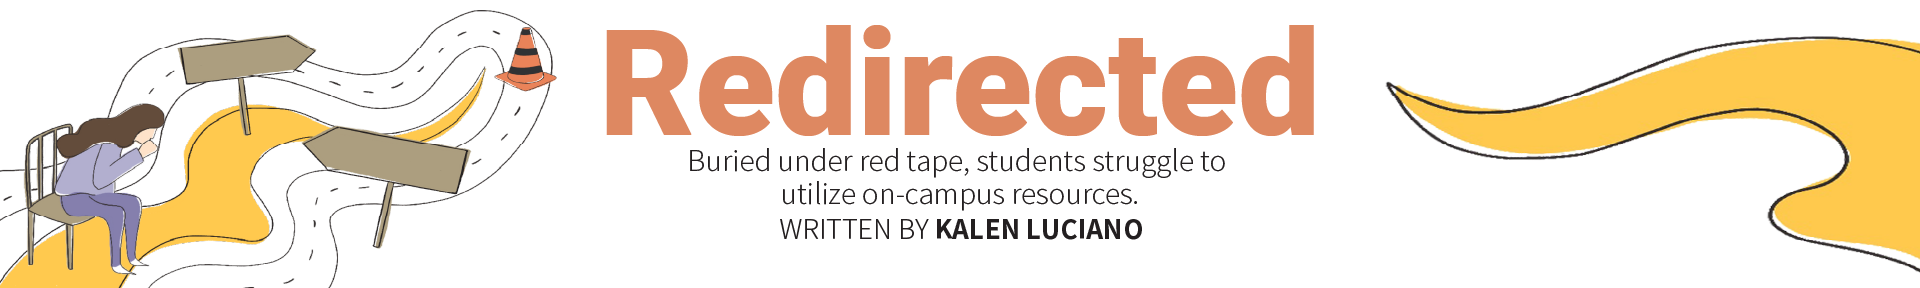 Redirected
Buried under red tape, students struggle to
utilize on-campus resources.
WRITTEN BY KALEN LUCIANO